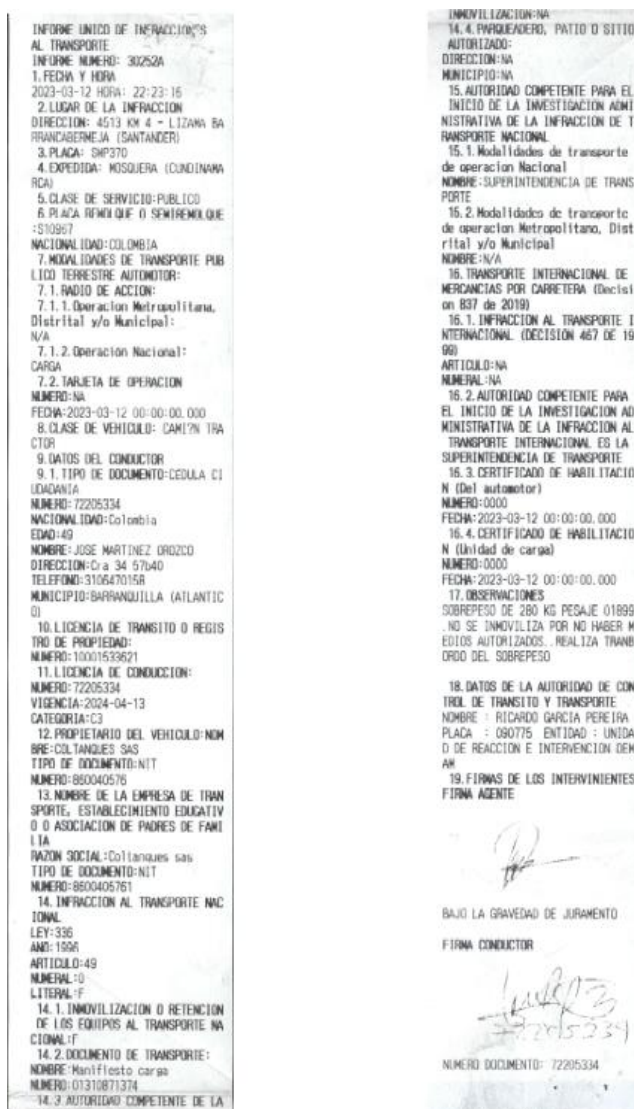 INFORME UNICO DE INFRACCIONES
AL TRANSPORTE
INFORME NUMERO: 30252A
1. FECHA Y HORA
2023-03-12 HORA: 22:23:16
2. LUGAR DE LA INFRACCION
DIRECCION: 4513 KM 4 - LIZAMA BA
RRANCABERMEJA (SANTANDER)
3. PLACA: SWP370
4. EXPEDIDA: MOSQUERA (CUNDINAMA
RCA)
5. CLASE DE SERVICIO: PUBLICO
6. PLACA REMOLQUE O SEMIREMOLQUE
:S10967
NACIONALIDAD: COLOMBIA
7. MODALIDADES DE TRANSPORTE PUB
LICO TERRESTRE AUTOMOTOR:
7.1. RADIO DE ACCION:
7.1.1. Operacion Metropolitana,
Distrital y/o Municipal:
N/A
7.1.2. Operacion Nacional:
CARGA
7.2. TARJETA DE OPERACION
NUMERO: NA
FECHA: 2023-03-12 00:00:00.000
8. CLASE DE VEHICULO: CAMI?N TRA
CTOR
9. DATOS DEL CONDUCTOR
9.1. TIPO DE DOCUMENTO: CEDULA CI
UDADANIA
NUMERO: 72205334
NACIONALIDAD: Colombia
EDAD: 49
NOMBRE: JOSE MARTINEZ OROZCO
DIRECCION: Cra 34 57b40
TELEFONO: 3106470158
MUNICIPIO: BARRANQUILLA (ATLANTIC
O)
10. LICENCIA DE TRANSITO O REGIS
TRO DE PROPIEDAD:
NUMERO: 10001533621
11. LICENCIA DE CONDUCCION:
NUMERO: 72205334
VIGENCIA: 2024-04-13
CATEGORIA: C3
12. PROPIETARIO DEL VEHICULO: NOM
BRE: COLTANQUES SAS
TIPO DE DOCUMENTO: NIT
NUMERO: 860040576
13. NOMBRE DE LA EMPRESA DE TRAN
SPORTE, ESTABLECIMIENTO EDUCATIV
O O ASOCIACION DE PADRES DE FAMI
LIA
RAZON SOCIAL: Coltanques sas
TIPO DE DOCUMENTO: NIT
NUMERO: 8600405761
14. INFRACCION AL TRANSPORTE NAC
IONAL
LEY: 336
ANO: 1996
ARTICULO: 49
NUMERAL: 0
LITERAL: F
14.1. INMOVILIZACION O RETENCION
DE LOS EQUIPOS AL TRANSPORTE NA
CIONAL: F
14.2. DOCUMENTO DE TRANSPORTE:
NOMBRE: Manifiesto carga
NUMERO: 01310871374
14.3. AUTORIDAD COMPETENTE DE LA
INMOVILIZACION: NA
14.4. PARQUEADERO, PATIO O SITIO
AUTORIZADO:
DIRECCION: NA
MUNICIPIO: NA
15. AUTORIDAD COMPETENTE PARA EL
INICIO DE LA INVESTIGACION ADMI
NISTRATIVA DE LA INFRACCION DE T
RANSPORTE NACIONAL
15.1. Modalidades de transporte
de operacion Nacional
NOMBRE: SUPERINTENDENCIA DE TRANS
PORTE
15.2. Modalidades de transporte
de operacion Metropolitano, Dist
rital y/o Municipal
NOMBRE: N/A
16. TRANSPORTE INTERNACIONAL DE
MERCANCIAS POR CARRETERA (Decisi
on 837 de 2019)
16.1. INFRACCION AL TRANSPORTE I
NTERNACIONAL (DECISION 467 DE 19
99)
ARTICULO: NA
NUMERAL: NA
16.2. AUTORIDAD COMPETENTE PARA
EL INICIO DE LA INVESTIGACION AD
MINISTRATIVA DE LA INFRACCION AL
TRANSPORTE INTERNACIONAL ES LA
SUPERINTENDENCIA DE TRANSPORTE
16.3. CERTIFICADO DE HABILITACIO
N (Del automotor)
NUMERO: 0000
FECHA: 2023-03-12 00:00:00.000
16.4. CERTIFICADO DE HABILITACIO
N (Unidad de carga)
NUMERO: 0000
FECHA: 2023-03-12 00:00:00.000
17. OBSERVACIONES
SOBREPESO DE 280 KG PESAJE 01899
.NO SE INMOVILIZA POR NO HABER M
EDIOS AUTORIZADOS..REALIZA TRANB
ORDO DEL SOBREPESO
18. DATOS DE LA AUTORIDAD DE CON
TROL DE TRANSITO Y TRANSPORTE
NOMBRE : RICARDO GARCIA PEREIRA
PLACA : 090775 ENTIDAD : UNIDA
D DE REACCION E INTERVENCION DEM
AM
19. FIRMAS DE LOS INTERVINIENTES
FIRMA AGENTE
BAJO LA GRAVEDAD DE JURAMENTO
FIRMA CONDUCTOR
NUMERO DOCUMENTO: 72205334